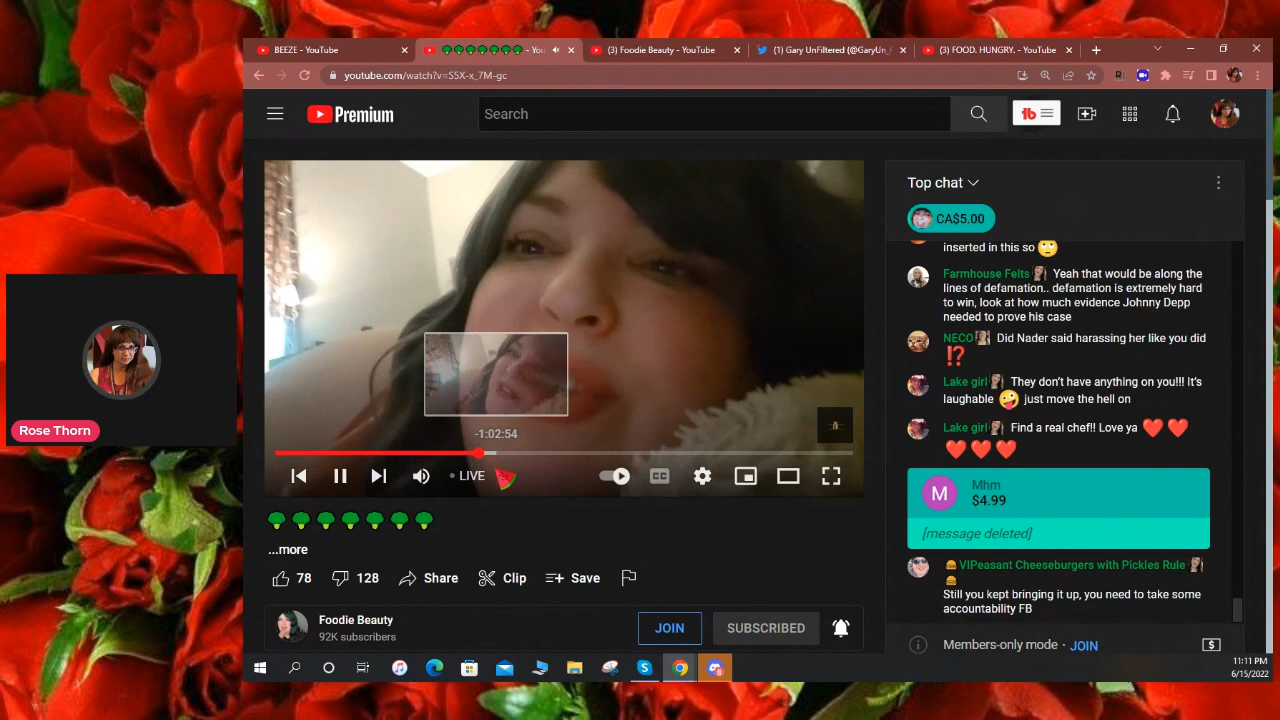 BEEZE - YouTube
🥦🥦🥦🥦🥦🥦🥦 - You
(3) Foodie Beauty - YouTube
(1) Gary UnFiltered (@GaryUn_F
(3) FOOD. HUNGRY. - YouTube
youtube.com/watch?v=S5X-x_7M-gc
Premium
Search
Top chat
CA$5.00
inserted in this so 🙄
Farmhouse Felts Yeah that would be along the
lines of defamation.. defamation is extremely hard
to win, look at how much evidence Johnny Depp
needed to prove his case
NECO Did Nader said harassing her like you did
⁉️
Lake girl They don't have anything on you!!! It's
laughable 🤪 just move the hell on
Lake girl Find a real chef!! Love ya ❤️❤️
❤️❤️❤️
M
Mhm
$4.99
[message deleted]
🍔VIPeasant Cheeseburgers with Pickles Rule
🍔
Still you kept bringing it up, you need to take some
accountability FB
Members-only mode · JOIN
Rose Thorn
-1:02:54
LIVE
CC
🥦🥦🥦🥦🥦🥦🥦
...more
78
128
Share
Clip
Save
Foodie Beauty
92K subscribers
JOIN
SUBSCRIBED
11:11 PM
6/15/2022